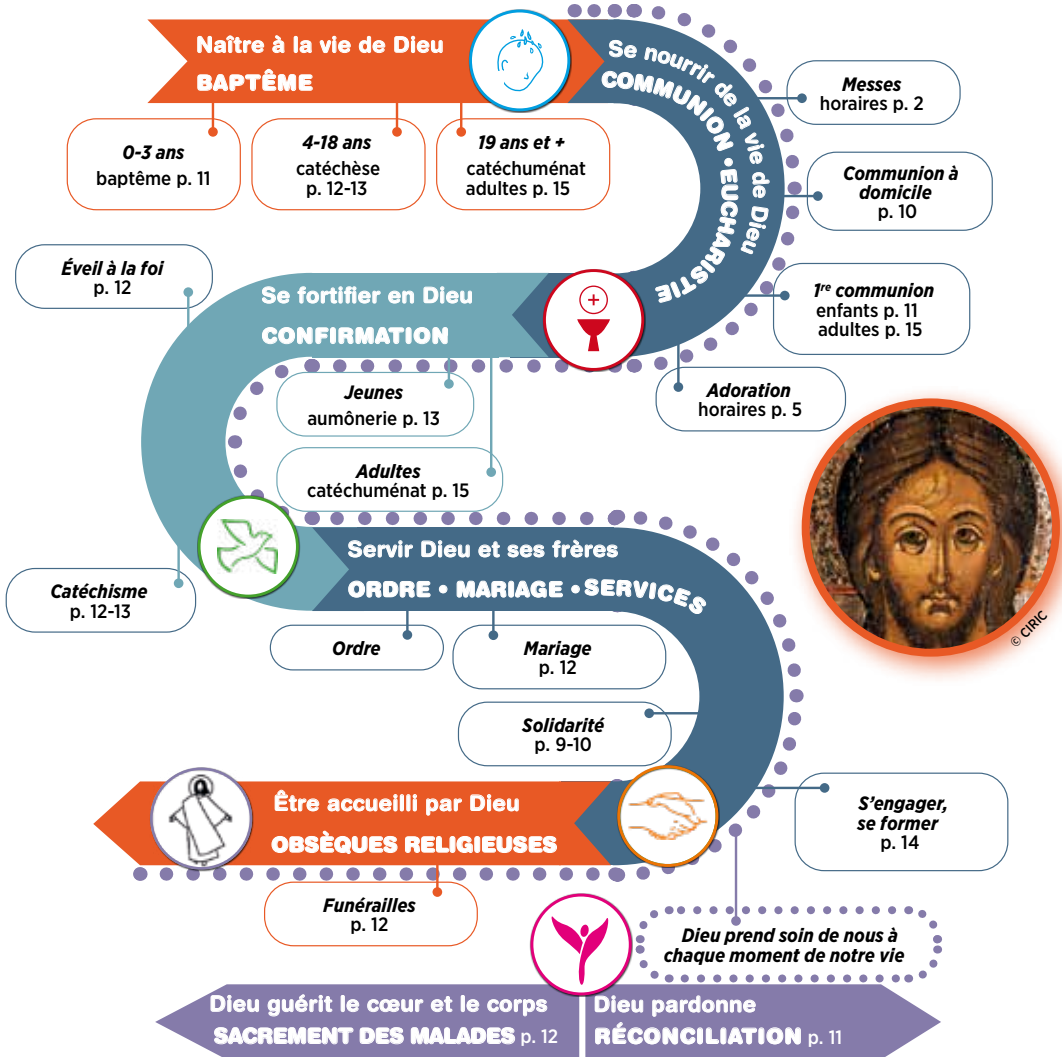 Naître à la vie de Dieu
BAPTÊME
0-3 ans
baptême p. 11
4-18 ans
catéchèse
p. 12-13
19 ans et +
catéchuménat
adultes p. 15
Se nourrir de la vie de Dieu
COMMUNION • EUCHARISTIE
Messes
horaires p. 2
Communion à
domicile
p. 10
1re communion
enfants p. 11
adultes p. 15
Adoration
horaires p. 5
Se fortifier en Dieu
CONFIRMATION
Éveil à la foi
p. 12
Jeunes
aumônerie p. 13
Adultes
catéchuménat p. 15
Catéchisme
p. 12-13
© CIRIC
Servir Dieu et ses frères
ORDRE • MARIAGE • SERVICES
Ordre
Mariage
p. 12
Solidarité
p. 9-10
S'engager,
se former
p. 14
Être accueilli par Dieu
OBSÈQUES RELIGIEUSES
Funérailles
p. 12
Dieu prend soin de nous à
chaque moment de notre vie
Dieu guérit le cœur et le corps
SACREMENT DES MALADES p. 12
Dieu pardonne
RÉCONCILIATION p. 11